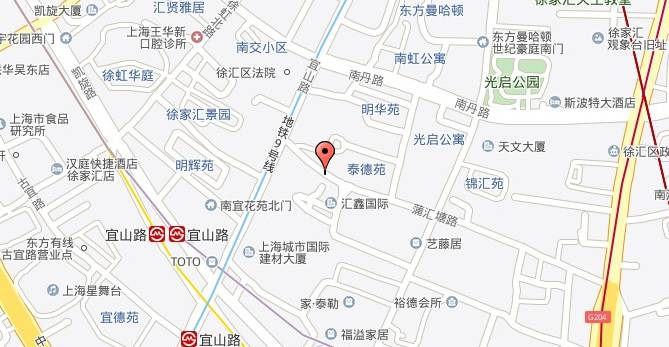 凯旋大厦
汇贤雅居
徐虹北路
东方曼哈顿
徐家汇天主教堂
宇花园西门
上海王华新
口腔诊所
南交小区
宜山路
东方曼哈顿
世纪豪庭南门
徐家汇
观象台旧址
华吴东店
凯旋路
徐虹华庭
徐汇区法院
南丹路
南虹公寓
光启公园
徐家汇景园
明华苑
南丹路
斯波特大酒店
上海市食品
研究所
地铁9号线
光启公寓
天文大厦
徐汇区政
汉庭快捷酒店
徐家汇店
明辉苑
泰德苑
锦汇苑
古宜路
南宜花苑北门
汇鑫国际
蒲汇塘路
宜山路
宜山路
东方有线
古宜路营业点
上海城市国际
建材大厦
艺藤居
TOTO
上海星舞台
家·泰勒
裕德会所
宜德苑
G204
宜山路
福溢家居